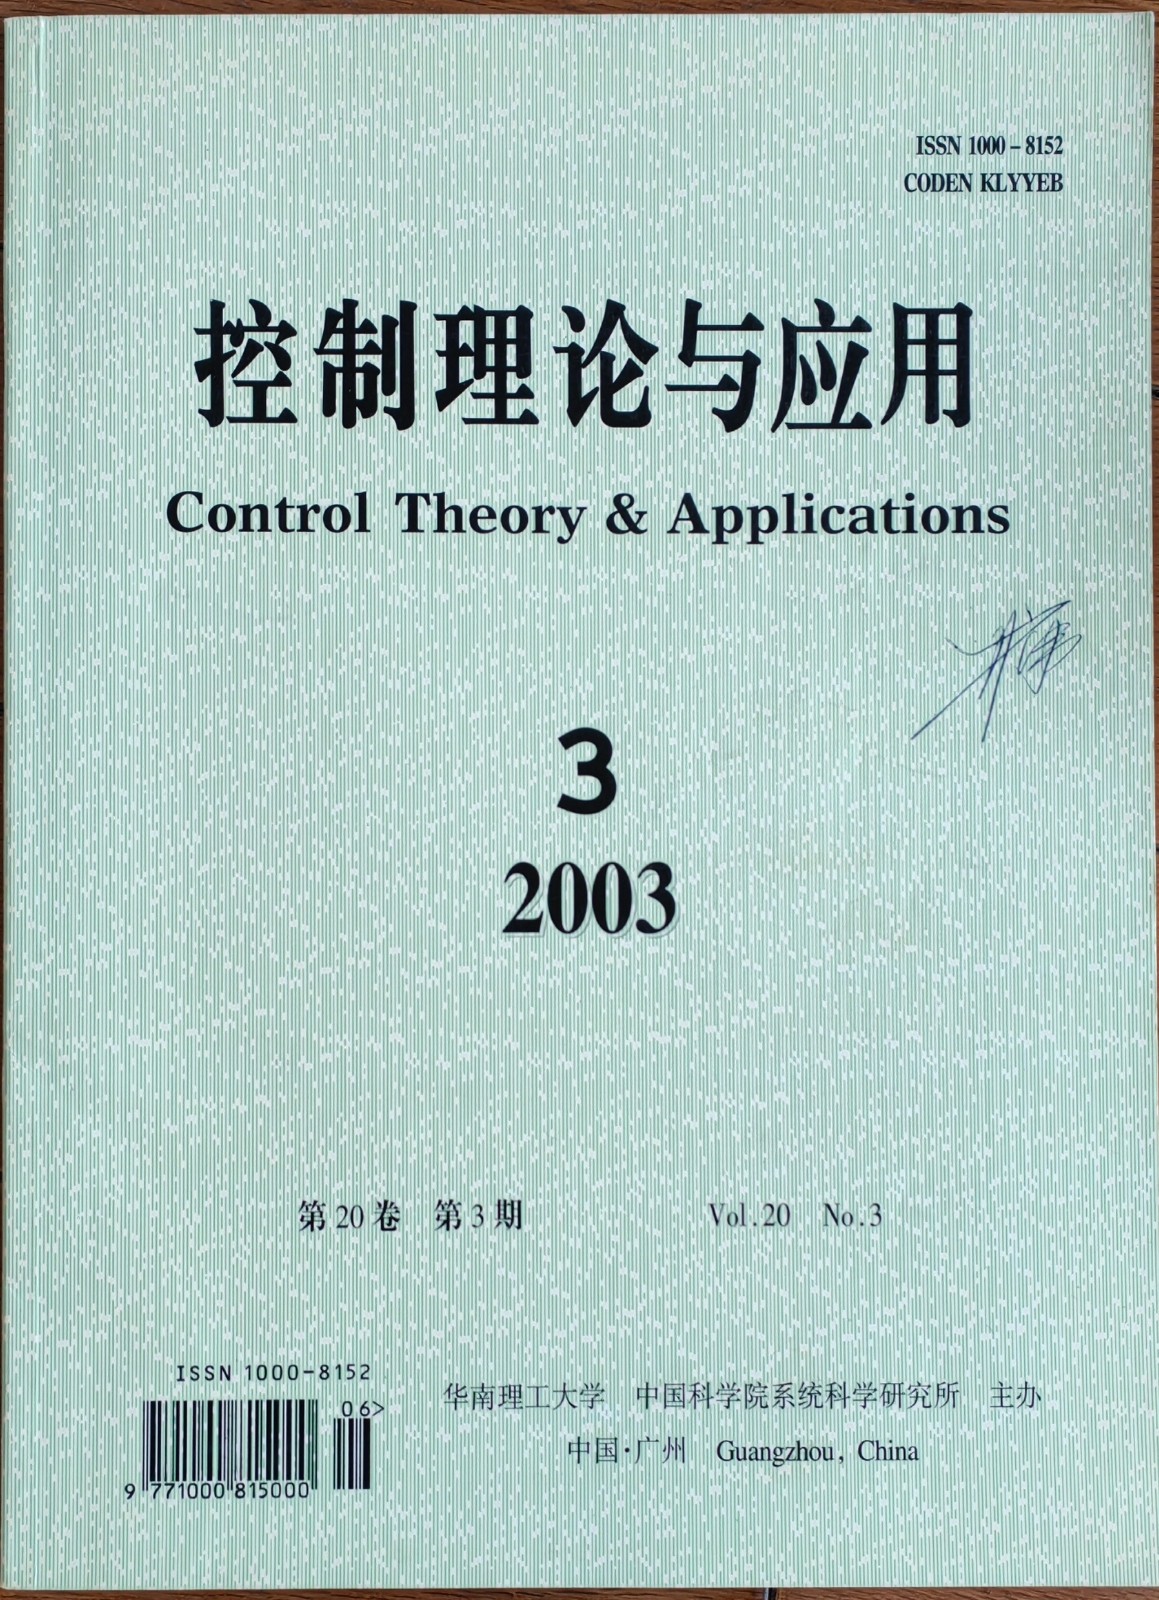 ISSN 1000-8152
CODEN KLYYEB
控制理论与应用
Control Theory & Applications
3
2003
第20卷 第3期 Vol.20 No.3
ISSN 1000-8152
06>
9 771000 815000
华南理工大学 中国科学院系统科学研究所 主办
中国·广州 Guangzhou, China